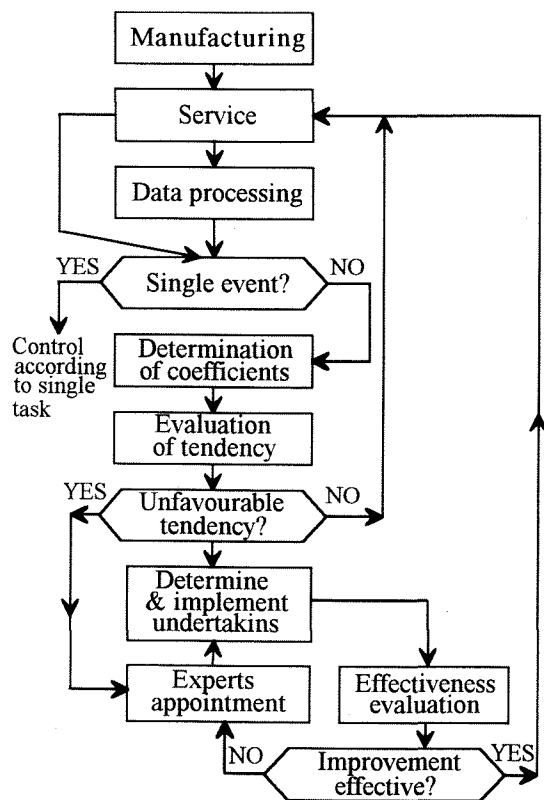 Manufacturing
Service
Data processing
YES
Single event?
NO
Control
according
to single
task
Determination
of coefficients
Evaluation
of tendency
YES
Unfavourable
tendency?
NO
Determine
& implement
undertakins
Experts
appointment
Effectiveness
evaluation
NO
Improvement
effective?
YES